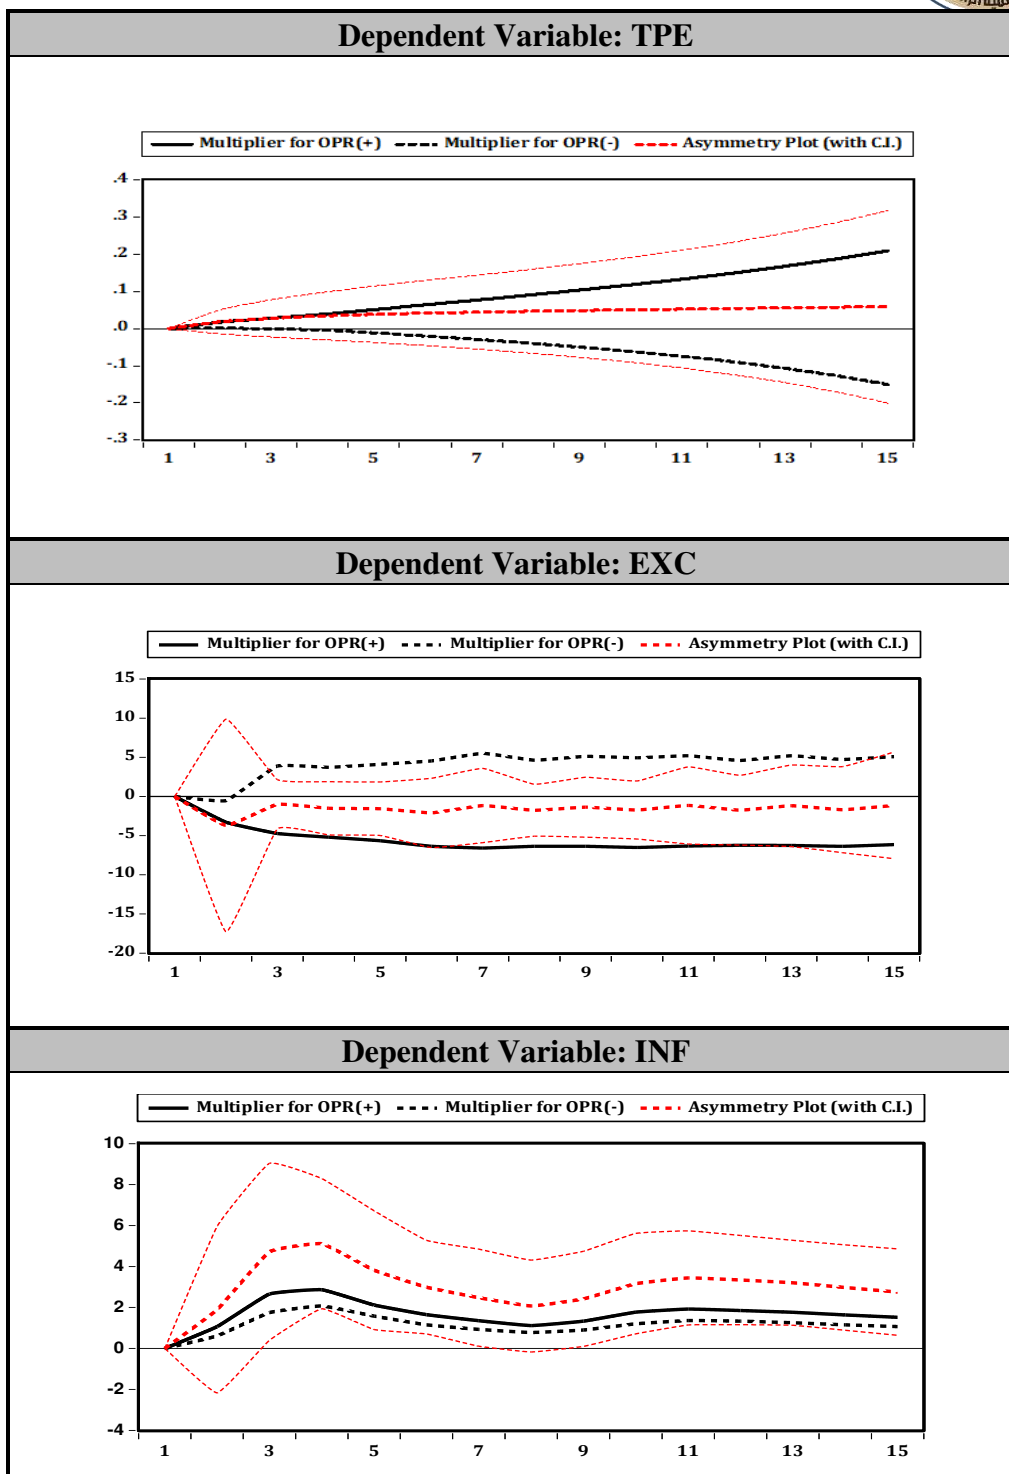 Dependent Variable: TPE
Multiplier for OPR(+) Multiplier for OPR(-) Asymmetry Plot (with C.I.)
.4
.3
.2
.1
.0
-.1
-.2
-.3
1 3 5 7 9 11 13 15
Dependent Variable: EXC
Multiplier for OPR(+) Multiplier for OPR(-) Asymmetry Plot (with C.I.)
15
10
5
0
-5
-10
-15
-20
1 3 5 7 9 11 13 15
Dependent Variable: INF
Multiplier for OPR(+) Multiplier for OPR(-) Asymmetry Plot (with C.I.)
10
8
6
4
2
0
-2
-4
1 3 5 7 9 11 13 15